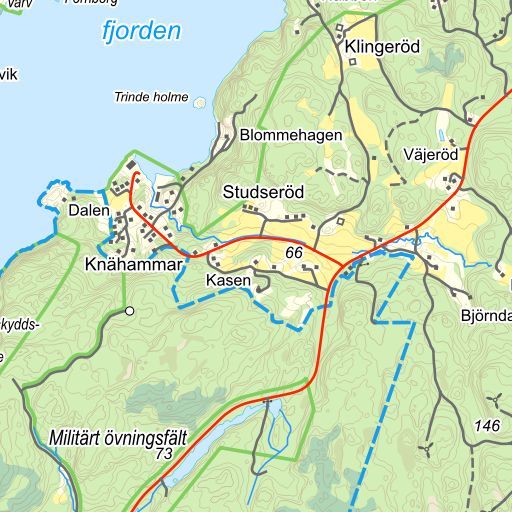 varv
Fornborg
fjorden
Klingeröd
vik
Trinde holme
Blommehagen
Väjeröd
Studseröd
Dalen
66
Knähammar
Kasen
Björnda
kydds-
e
146
Militärt övningsfält
73